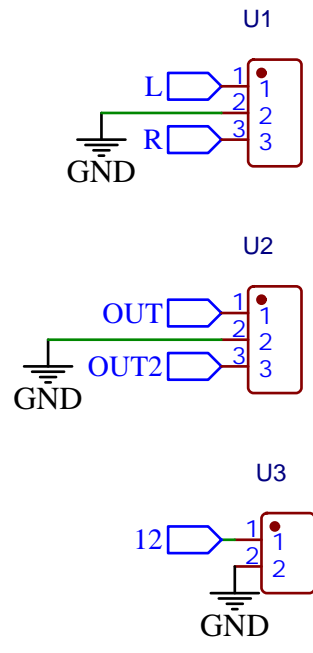 U1
L 1 1
2 2
R 3 3
GND
U2
OUT 1 1
2 2
OUT2 3 3
GND
U3
12 1 1
2 2
GND